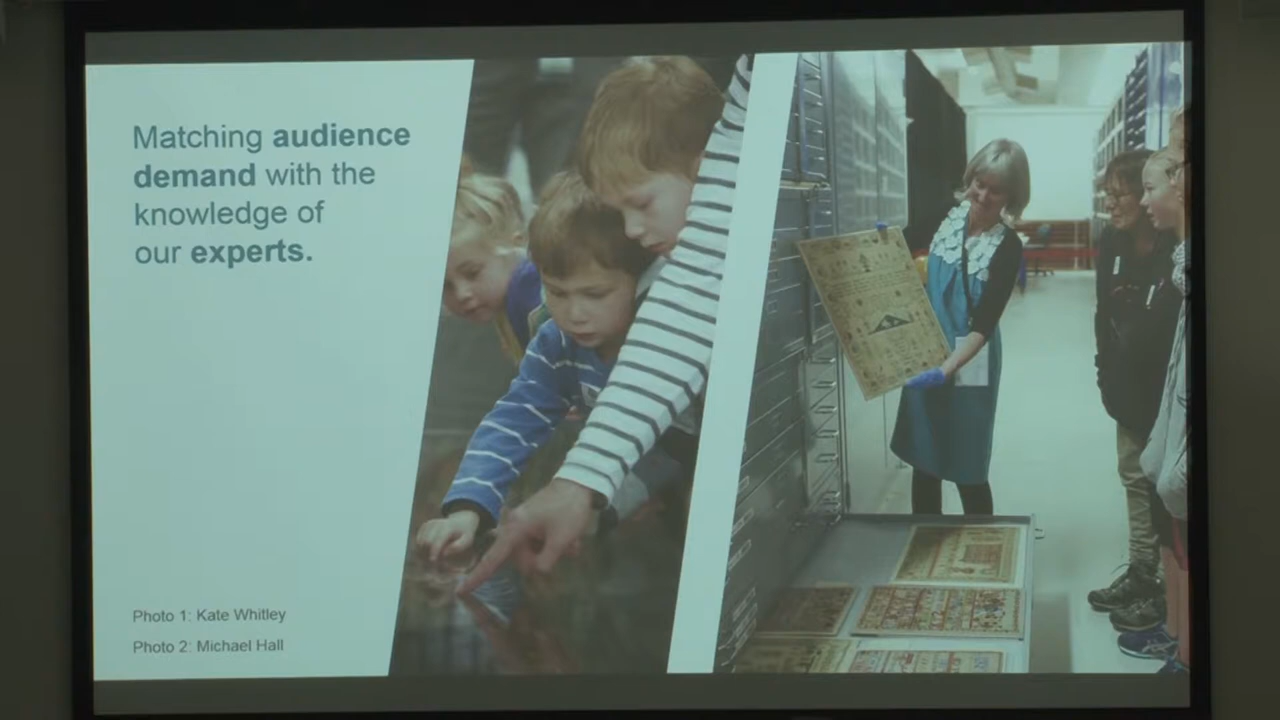 Matching audience
demand with the
knowledge of
our experts.
Photo 1: Kate Whitley
Photo 2: Michael Hall